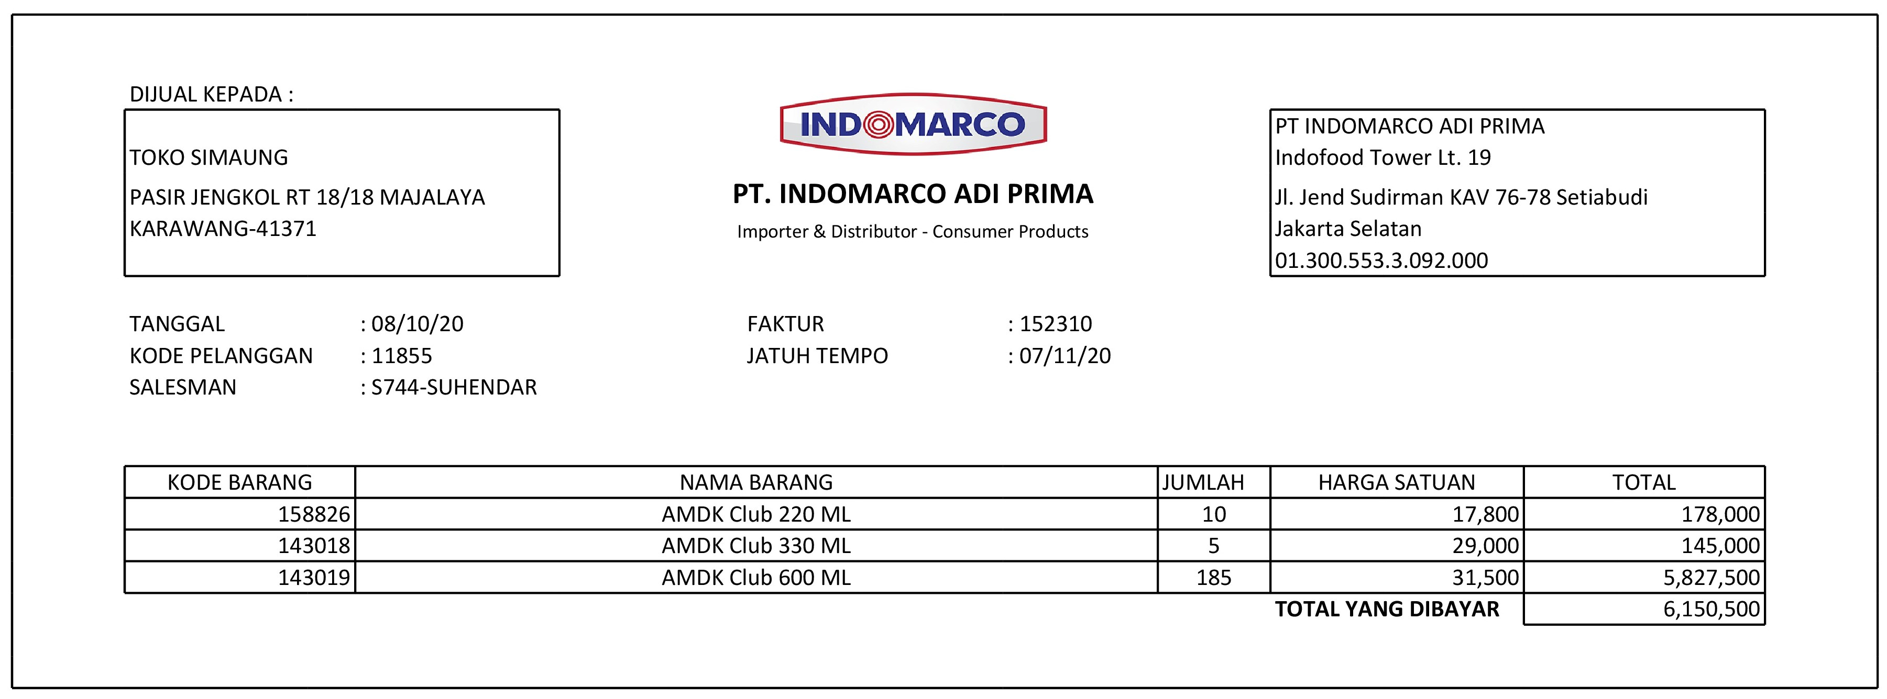 DIJUAL KEPADA :
TOKO SIMAUNG
PASIR JENGKOL RT 18/18 MAJALAYA
KARAWANG-41371
INDOMARCO
PT. INDOMARCO ADI PRIMA
Importer & Distributor - Consumer Products
PT INDOMARCO ADI PRIMA
Indofood Tower Lt. 19
Jl. Jend Sudirman KAV 76-78 Setiabudi
Jakarta Selatan
01.300.553.3.092.000
TANGGAL : 08/10/20 FAKTUR : 152310
KODE PELANGGAN : 11855 JATUH TEMPO : 07/11/20
SALESMAN : S744-SUHENDAR
KODE BARANG NAMA BARANG JUMLAH HARGA SATUAN TOTAL
158826 AMDK Club 220 ML 10 17,800 178,000
143018 AMDK Club 330 ML 5 29,000 145,000
143019 AMDK Club 600 ML 185 31,500 5,827,500
TOTAL YANG DIBAYAR 6,150,500